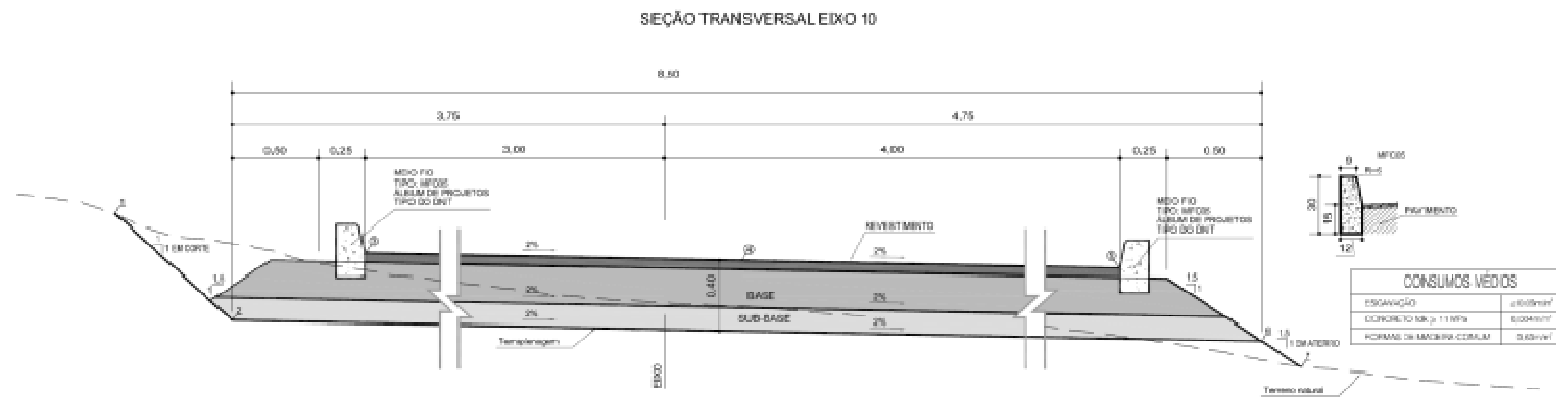 SEÇÃO TRANSVERSAL EIXO 10
8,50
3,75
4,75
0,50
0,25
3,00
4,00
0,25
0,50
MEIO FIO
TIPO: MFC05
ÁLBUM DE PROJETOS
TIPO DO DNIT
MEIO FIO
TIPO: MFC05
ÁLBUM DE PROJETOS
TIPO DO DNIT
REVESTIMENTO
1 EM CORTE
2%
2%
2%
2%
2%
2%
0,40
BASE
SUB-BASE
Terraplenagem
EIXO
2
1,5
1
1,5
1 EM ATERRO
Terreno natural
9
MFC05
30
15
12
PAVIMENTO
CONSUMOS MÉDIOS
ESCAVAÇÃO
CONCRETO fck ≥ 11 MPa
FORMAS DE MADEIRA COMUM